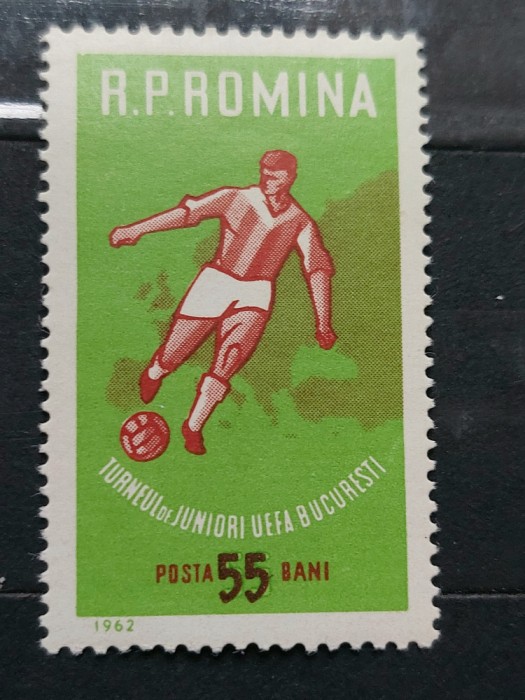 R.P.ROMINA
TURNEUL DE JUNIORI UEFA BUCURESTI
POSTA 55 BANI
1962